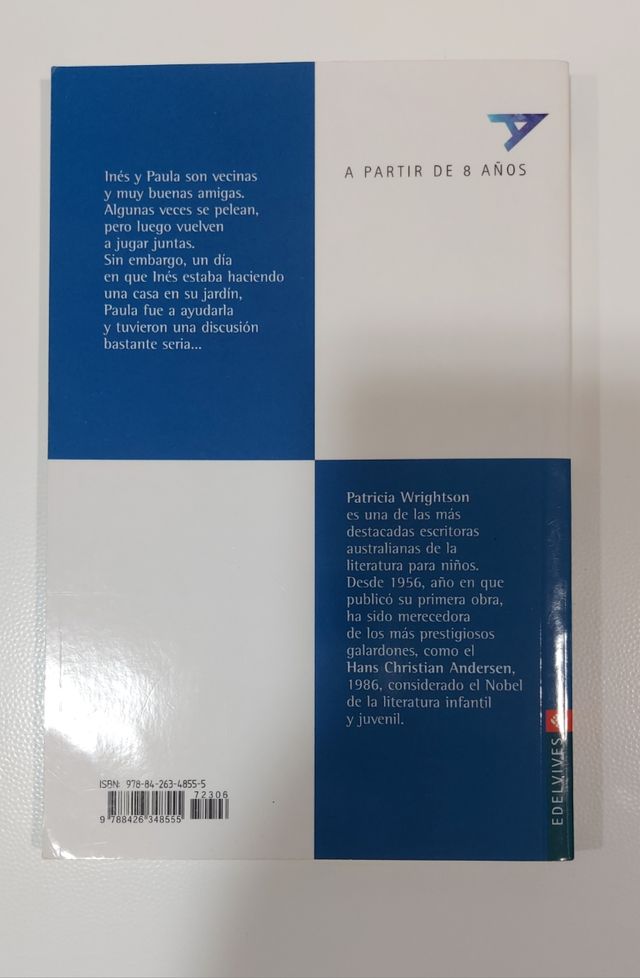 A PARTIR DE 8 AÑOS
Inés y Paula son vecinas
y muy buenas amigas.
Algunas veces se pelean,
pero luego vuelven
a jugar juntas.
Sin embargo, un día
en que Inés estaba haciendo
una casa en su jardín,
Paula fue a ayudarla
y tuvieron una discusión
bastante seria...
Patricia Wrightson
es una de las más
destacadas escritoras
australianas de la
literatura para niños.
Desde 1956, año en que
publicó su primera obra,
ha sido merecedora
de los más prestigiosos
galardones, como el
Hans Christian Andersen,
1986, considerado el Nobel
de la literatura infantil
y juvenil.
ISBN: 978-84-263-4855-5
72306
9 788426 348555
EDELVIVES